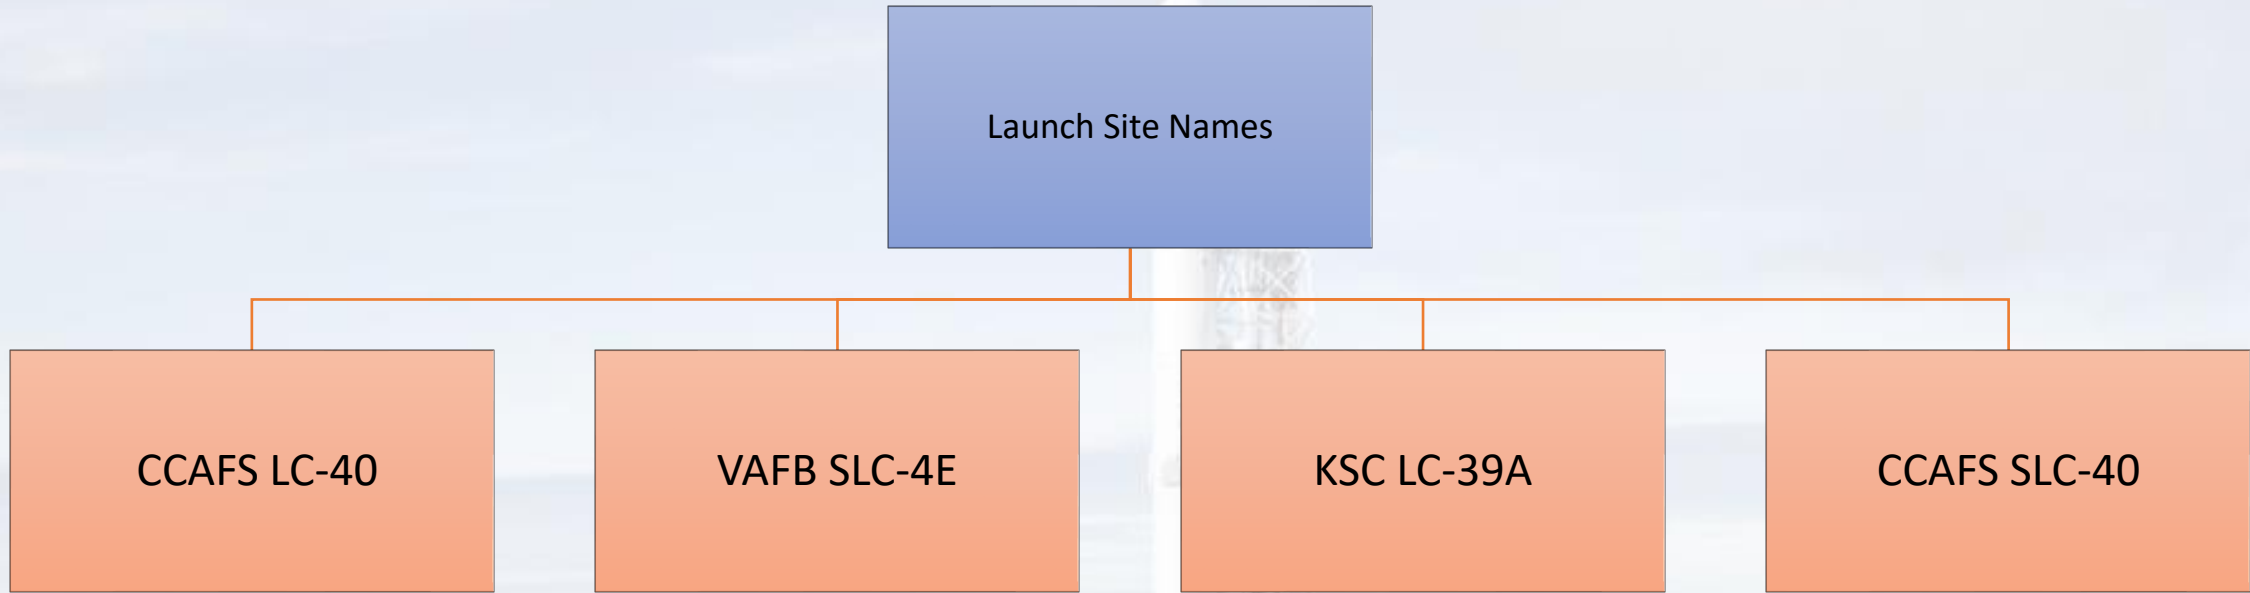 Launch Site Names
CCAFS LC-40
VAFB SLC-4E
KSC LC-39A
CCAFS SLC-40